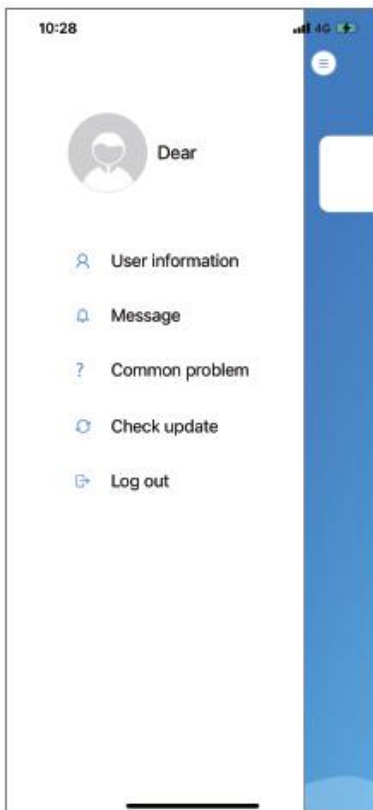 10:28
4G
Dear
User information
Message
? Common problem
Check update
Log out